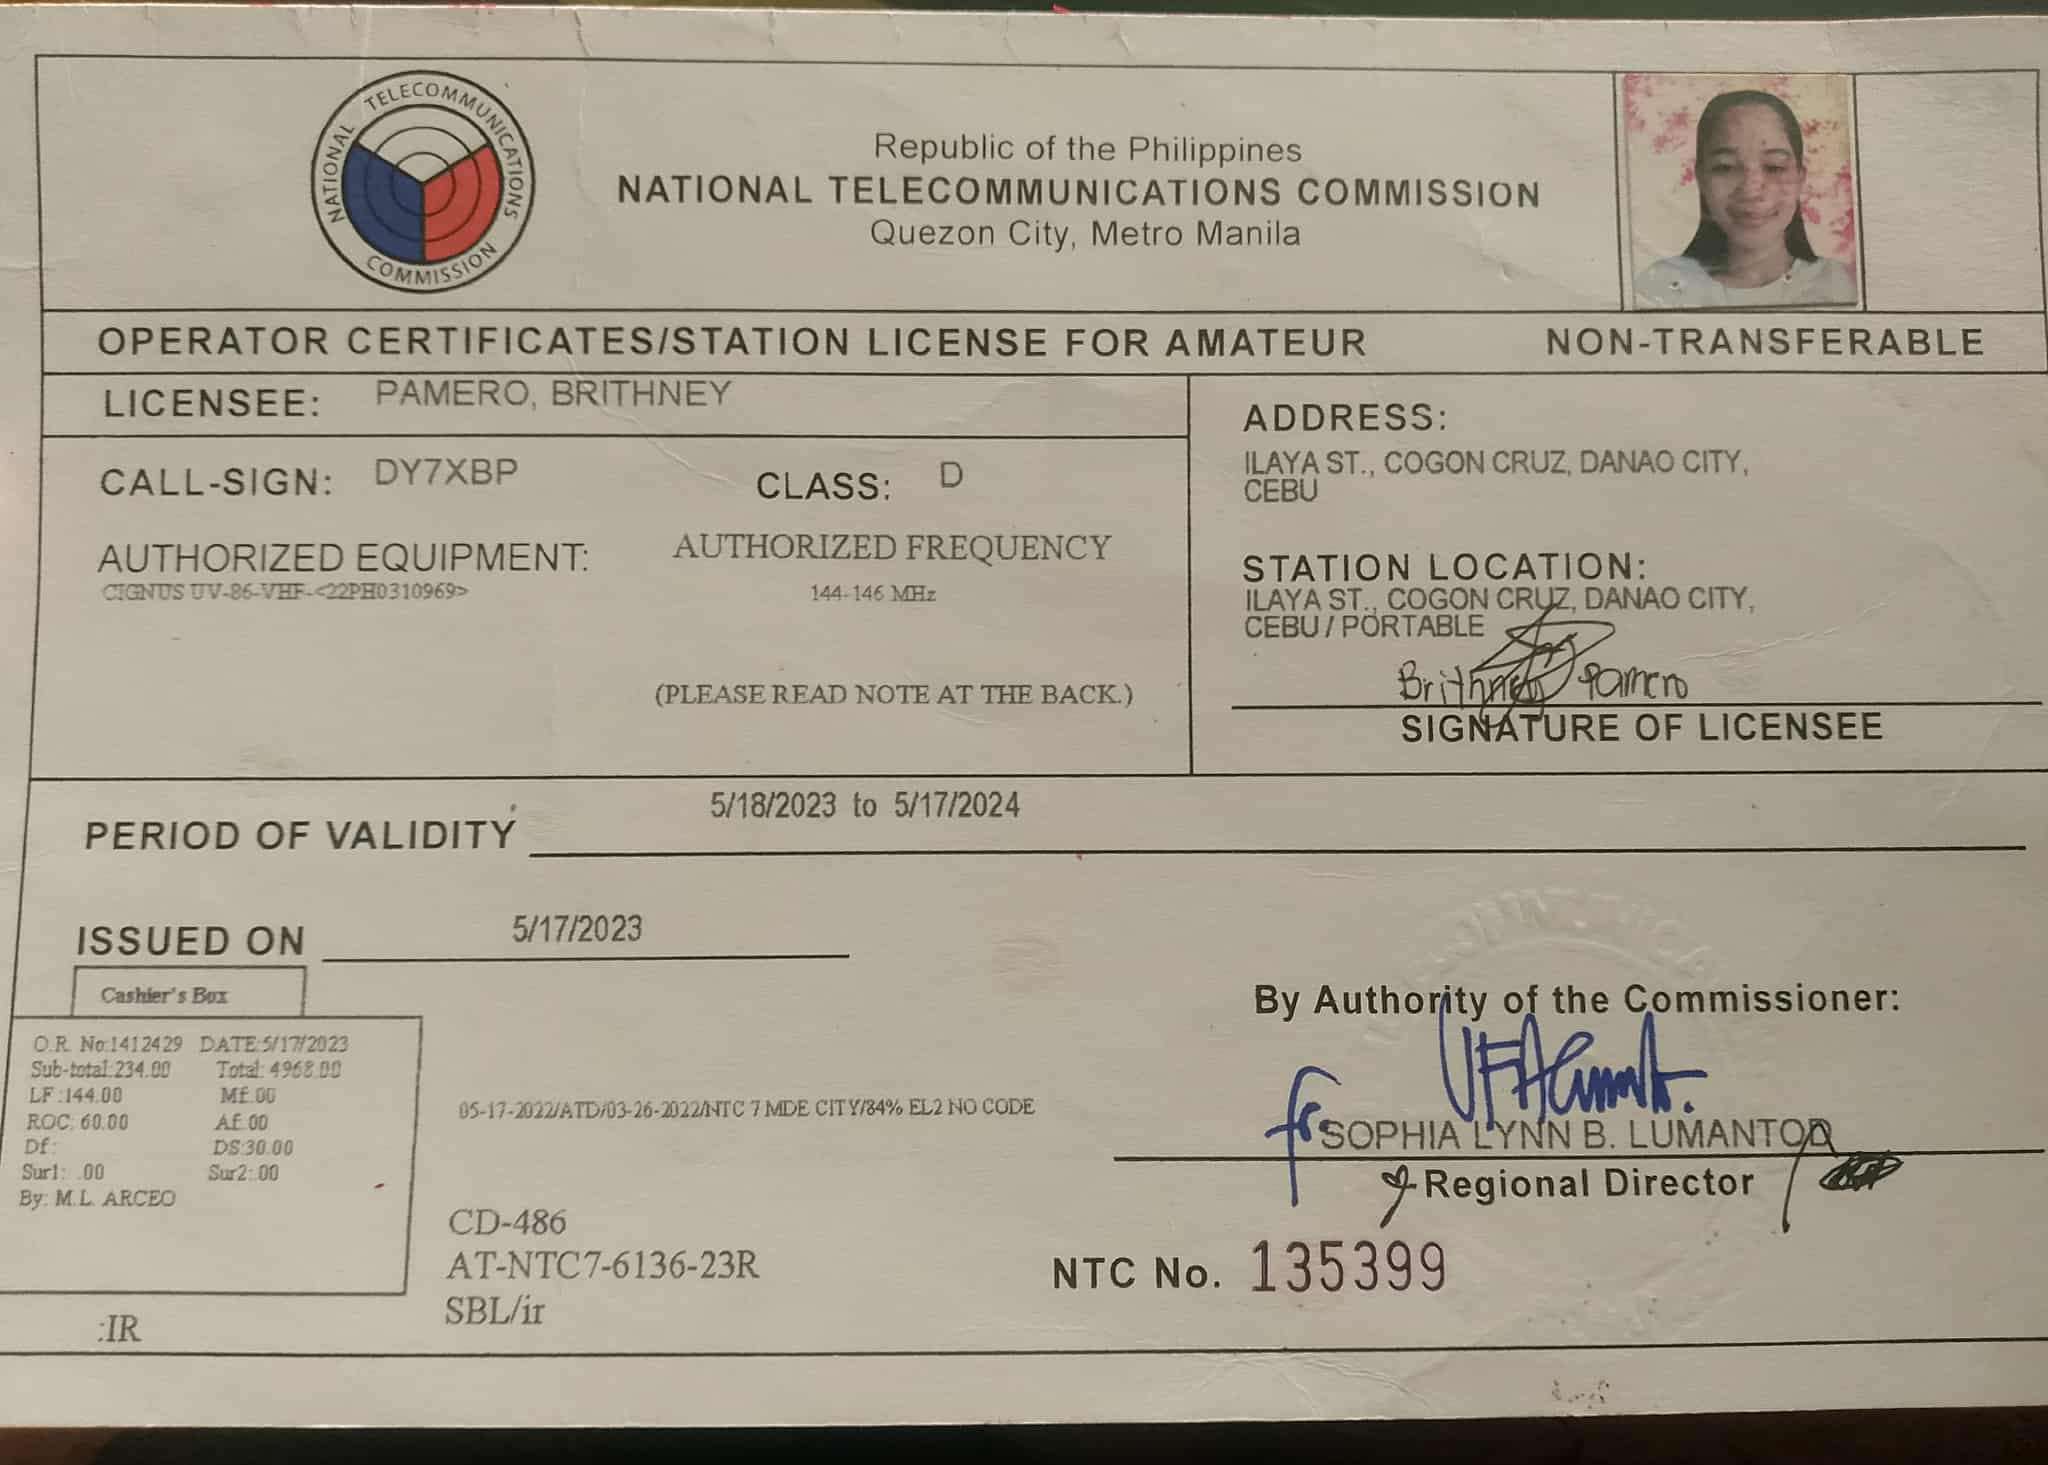 NATIONAL TELECOMMUNICATIONS COMMISSION
Republic of the Philippines
NATIONAL TELECOMMUNICATIONS COMMISSION
Quezon City, Metro Manila
OPERATOR CERTIFICATES/STATION LICENSE FOR AMATEUR NON-TRANSFERABLE
LICENSEE: PAMERO, BRITHNEY
CALL-SIGN: DY7XBP CLASS: D
AUTHORIZED EQUIPMENT: AUTHORIZED FREQUENCY
CIGNUS UV-86-VHF-<22PH0310969> 144-146 MHz
(PLEASE READ NOTE AT THE BACK.)
ADDRESS:
ILAYA ST., COGON CRUZ, DANAO CITY,
CEBU
STATION LOCATION:
ILAYA ST., COGON CRUZ, DANAO CITY,
CEBU / PORTABLE
Brithney Pamero
SIGNATURE OF LICENSEE
PERIOD OF VALIDITY 5/18/2023 to 5/17/2024
ISSUED ON 5/17/2023
Cashier's Box
O.R. No:1412429 DATE:5/17/2023
Sub-total:234.00 Total: 4968.00
LF :144.00 Mf:.00
ROC: 60.00 Af:.00
Df: DS:30.00
Sur1: .00 Sur2:.00
By: M.L. ARCEO
:IR
05-17-2022/ATD/03-26-2022/NTC 7 MDE CITY/84% EL2 NO CODE
CD-486
AT-NTC7-6136-23R
SBL/ir
By Authority of the Commissioner:
for
SOPHIA LYNN B. LUMANTOD
Regional Director
NTC No. 135399